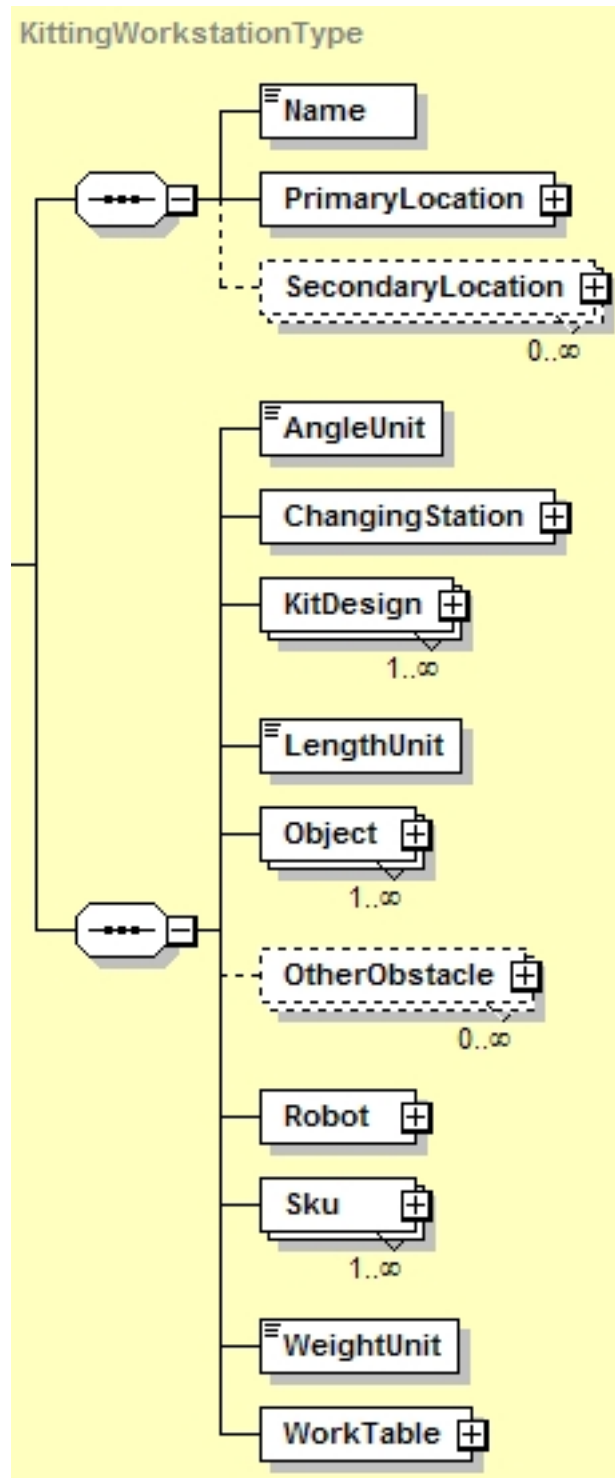 KittingWorkstationType
Name
PrimaryLocation
SecondaryLocation
0..∞
AngleUnit
ChangingStation
KitDesign
1..∞
LengthUnit
Object
1..∞
OtherObstacle
0..∞
Robot
Sku
1..∞
WeightUnit
WorkTable